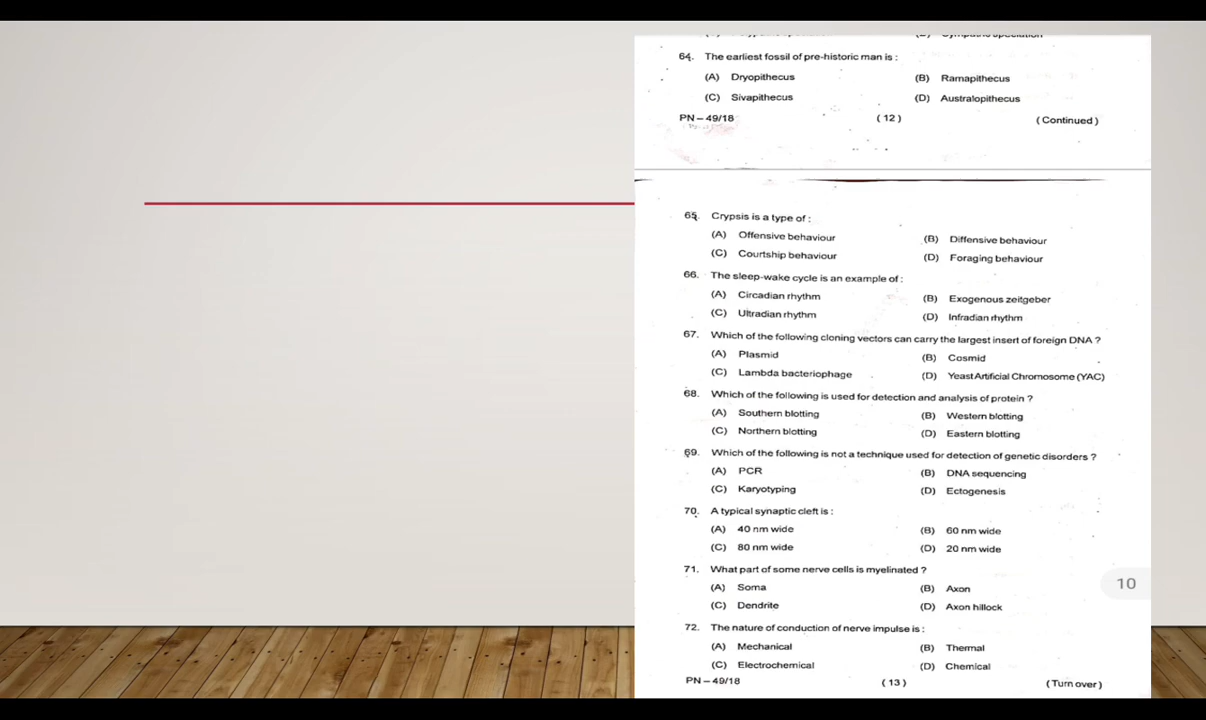 64. The earliest fossil of pre-historic man is :
(A) Dryopithecus (B) Ramapithecus
(C) Sivapithecus (D) Australopithecus
PN – 49/18 ( 12 ) ( Continued )
65. Crypsis is a type of :
(A) Offensive behaviour (B) Diffensive behaviour
(C) Courtship behaviour (D) Foraging behaviour
66. The sleep-wake cycle is an example of :
(A) Circadian rhythm (B) Exogenous zeitgeber
(C) Ultradian rhythm (D) Infradian rhythm
67. Which of the following cloning vectors can carry the largest insert of foreign DNA ?
(A) Plasmid (B) Cosmid
(C) Lambda bacteriophage (D) Yeast Artificial Chromosome (YAC)
68. Which of the following is used for detection and analysis of protein ?
(A) Southern blotting (B) Western blotting
(C) Northern blotting (D) Eastern blotting
69. Which of the following is not a technique used for detection of genetic disorders ?
(A) PCR (B) DNA sequencing
(C) Karyotyping (D) Ectogenesis
70. A typical synaptic cleft is :
(A) 40 nm wide (B) 60 nm wide
(C) 80 nm wide (D) 20 nm wide
71. What part of some nerve cells is myelinated ?
(A) Soma (B) Axon
(C) Dendrite (D) Axon hillock
10
72. The nature of conduction of nerve impulse is :
(A) Mechanical (B) Thermal
(C) Electrochemical (D) Chemical
PN – 49/18 ( 13 ) ( Turn over )